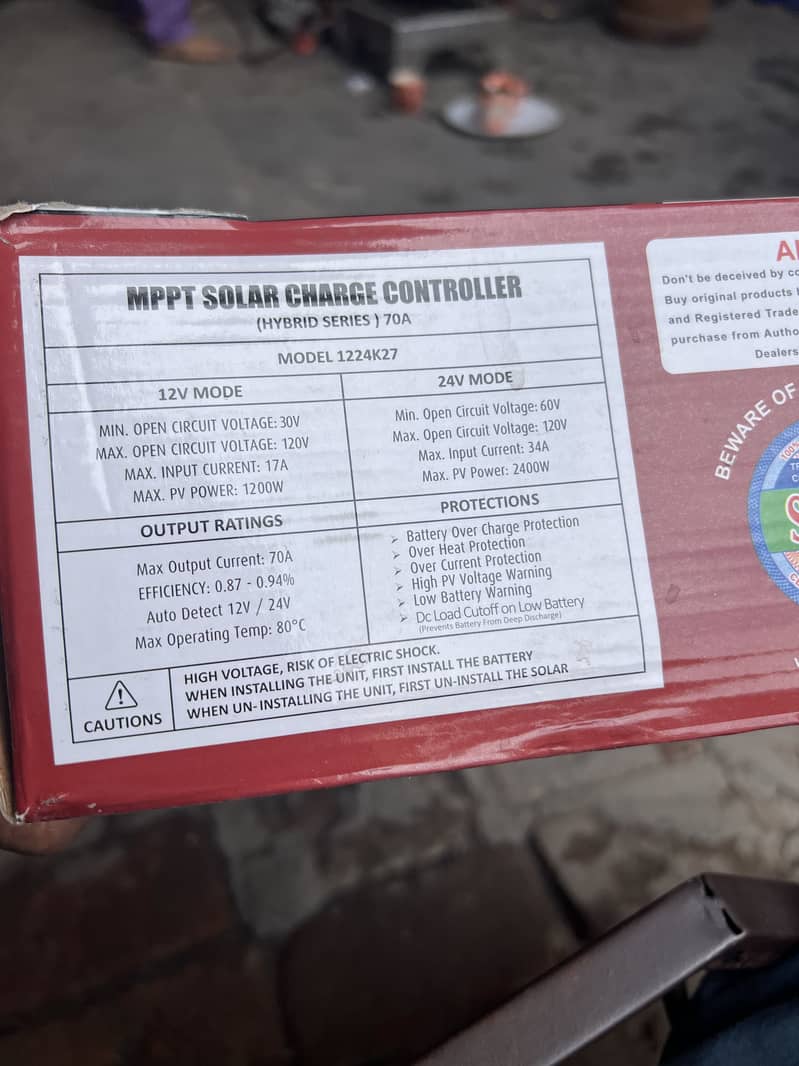 MPPT SOLAR CHARGE CONTROLLER
(HYBRID SERIES ) 70A
MODEL 1224K27
12V MODE
MIN. OPEN CIRCUIT VOLTAGE: 30V
MAX. OPEN CIRCUIT VOLTAGE: 120V
MAX. INPUT CURRENT: 17A
MAX. PV POWER: 1200W
24V MODE
Min. Open Circuit Voltage: 60V
Max. Open Circuit Voltage: 120V
Max. Input Current: 34A
Max. PV Power: 2400W
OUTPUT RATINGS
Max Output Current: 70A
EFFICIENCY: 0.87 - 0.94%
Auto Detect 12V / 24V
Max Operating Temp: 80°C
PROTECTIONS
➢ Battery Over Charge Protection
➢ Over Heat Protection
➢ Over Current Protection
➢ High PV Voltage Warning
➢ Low Battery Warning
➢ Dc Load Cutoff on Low Battery
(Prevents Battery From Deep Discharge)
CAUTIONS
HIGH VOLTAGE, RISK OF ELECTRIC SHOCK.
WHEN INSTALLING THE UNIT, FIRST INSTALL THE BATTERY
WHEN UN- INSTALLING THE UNIT, FIRST UN-INSTALL THE SOLAR
Don't be deceived by
Buy original products
and Registered Trade
purchase from
Dealers
BEWARE OF
100%